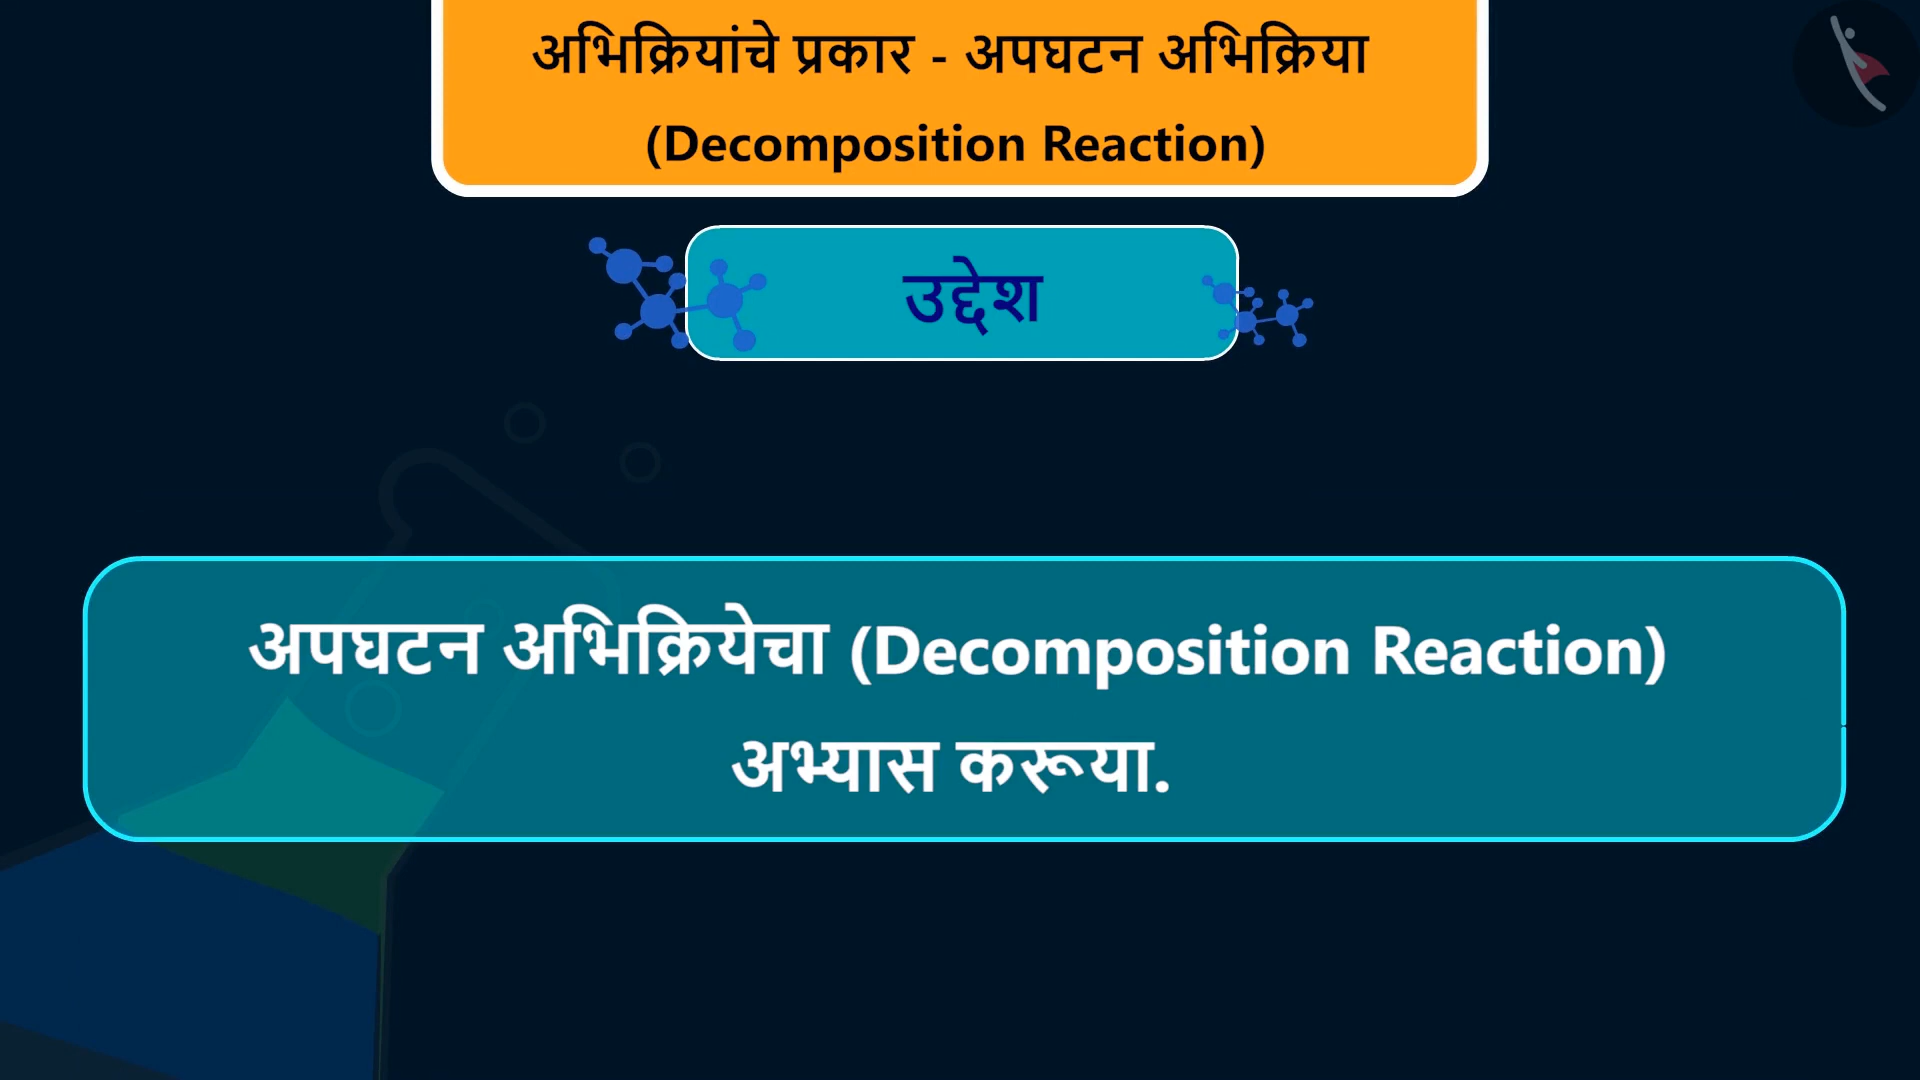 अभिक्रियांचे प्रकार - अपघटन अभिक्रिया
(Decomposition Reaction)
उद्देश
अपघटन अभिक्रियेचा (Decomposition Reaction)
अभ्यास करूया.